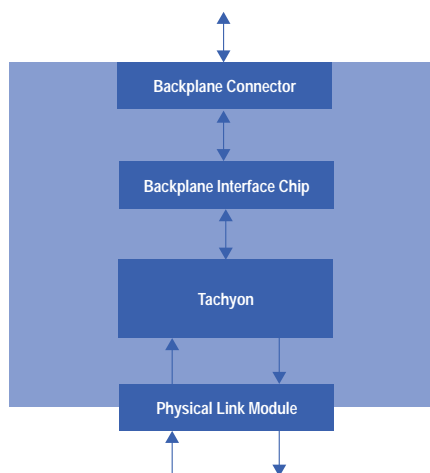 Backplane Connector
Backplane Interface Chip
Tachyon
Physical Link Module